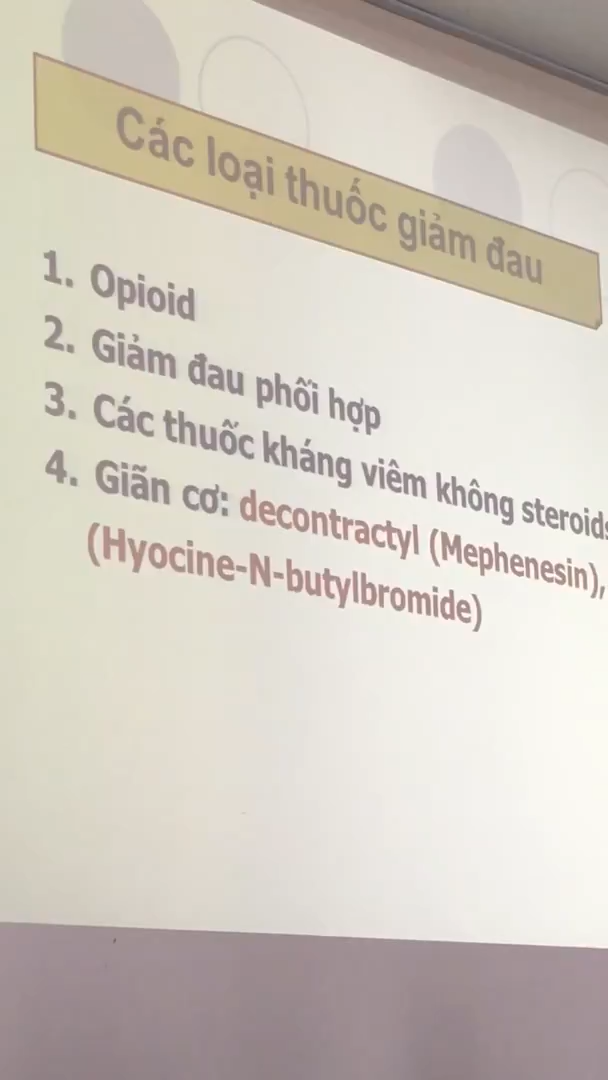 Các loại thuốc giảm đau
1. Opioid
2. Giảm đau phối hợp
3. Các thuốc kháng viêm không steroids
4. Giãn cơ: decontractyl (Mephenesin),
(Hyocine-N-butylbromide)